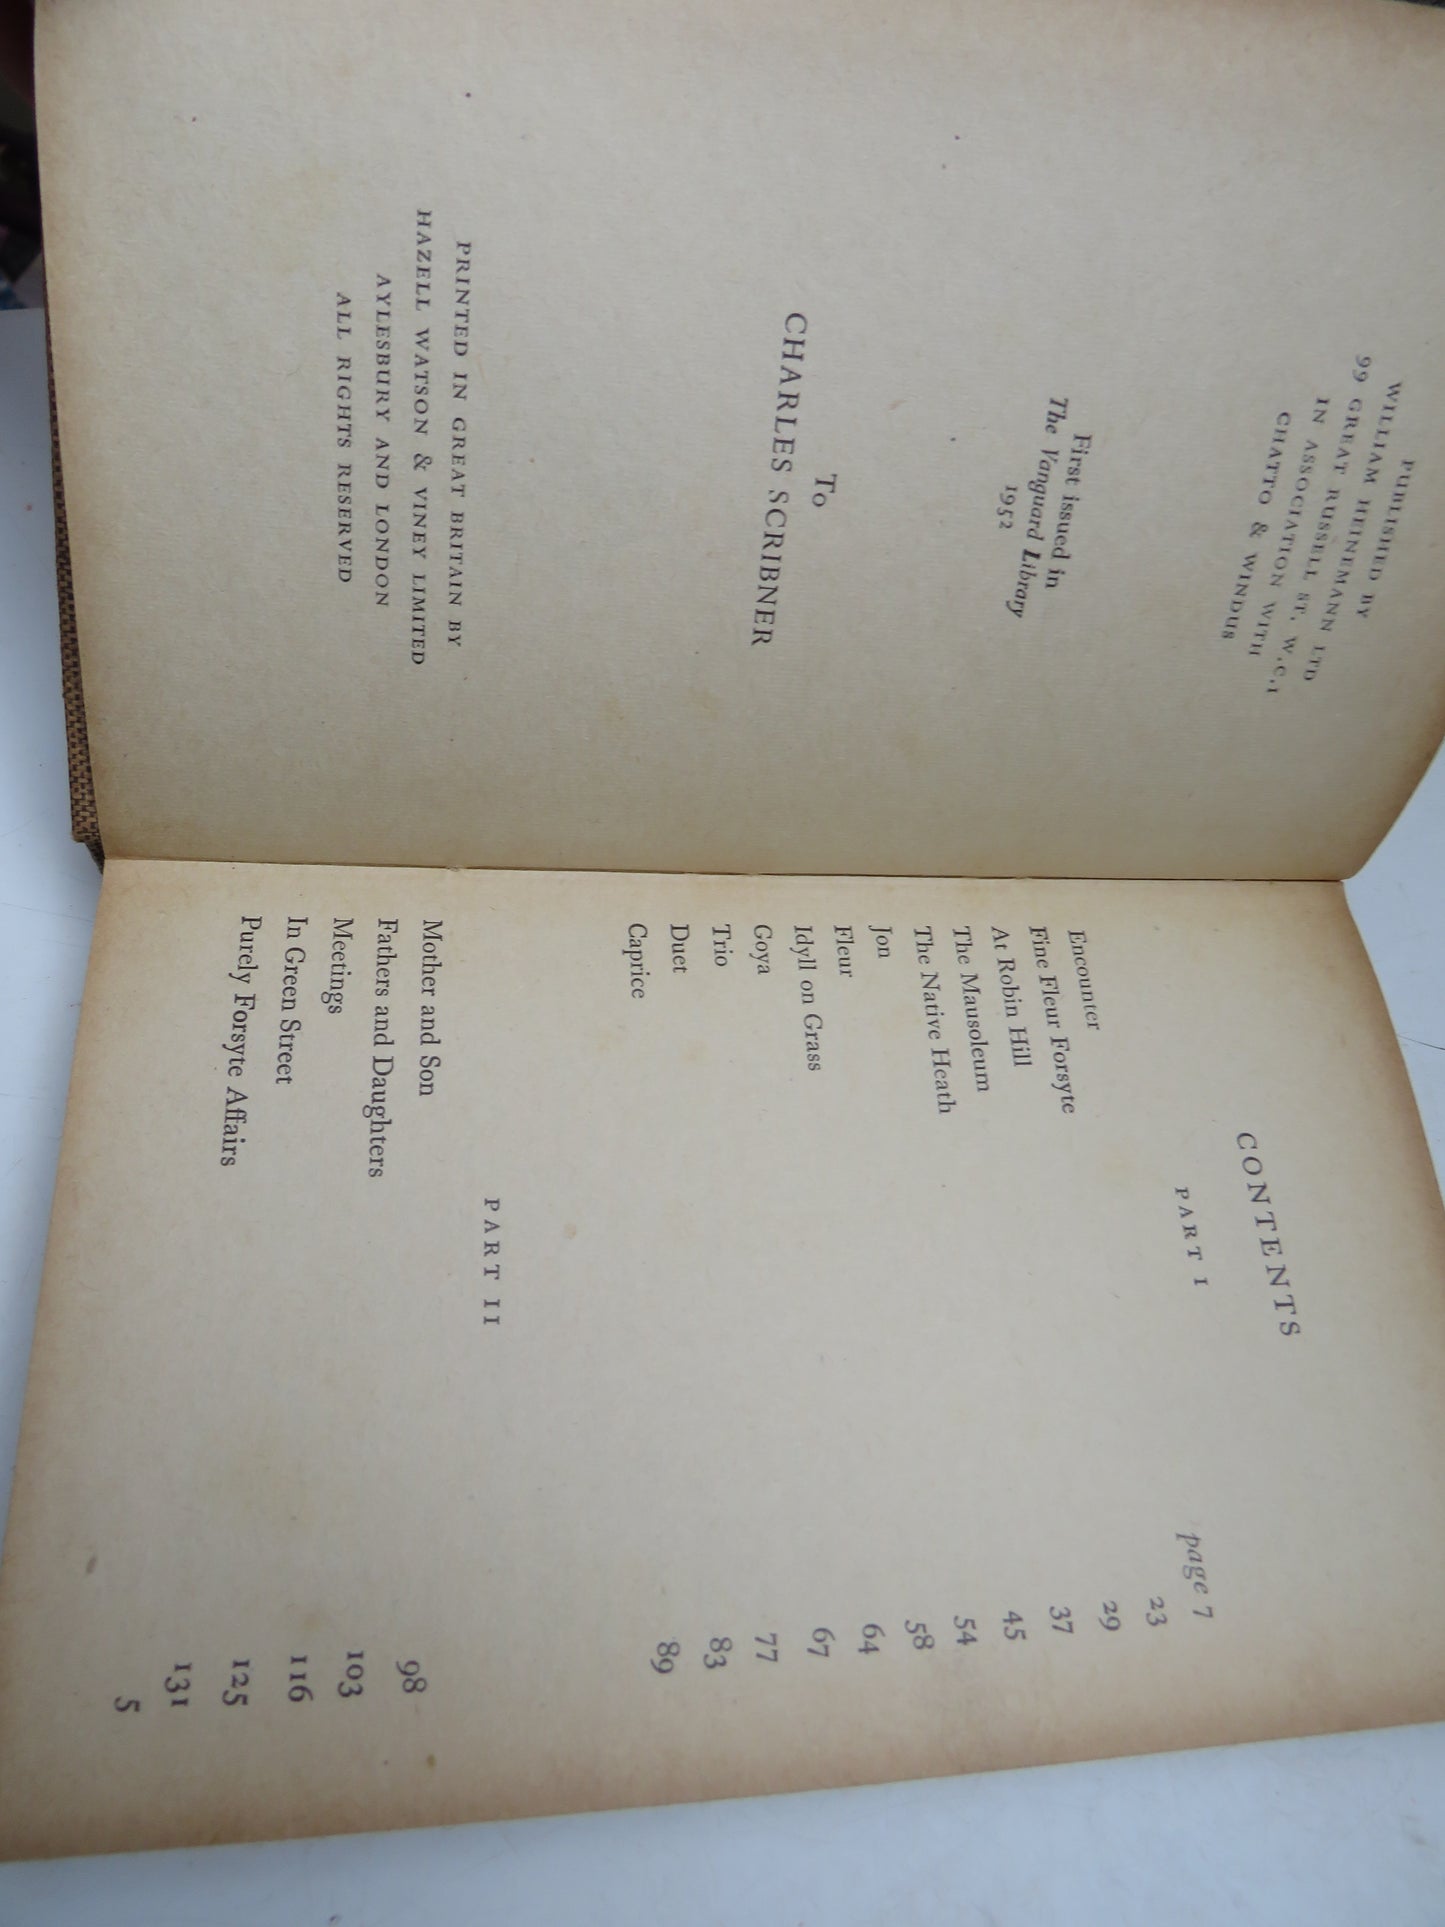 PUBLISHED BY
WILLIAM HEINEMANN LTD
99 GREAT RUSSELL ST, W.C.1
IN ASSOCIATION WITH
CHATTO & WINDUS
First issued in
The Vanguard Library
1952
To
CHARLES SCRIBNER
PRINTED IN GREAT BRITAIN BY
HAZELL WATSON & VINEY LIMITED
AYLESBURY AND LONDON
ALL RIGHTS RESERVED
CONTENTS
PART I
Encounter page 7
Fine Fleur Forsyte 23
At Robin Hill 29
The Mausoleum 37
The Native Heath 45
Jon 54
Fleur 58
Idyll on Grass 64
Goya 67
Trio 77
Duet 83
Caprice 89
PART II
Mother and Son 98
Fathers and Daughters 103
Meetings 116
In Green Street 125
Purely Forsyte Affairs 131
5